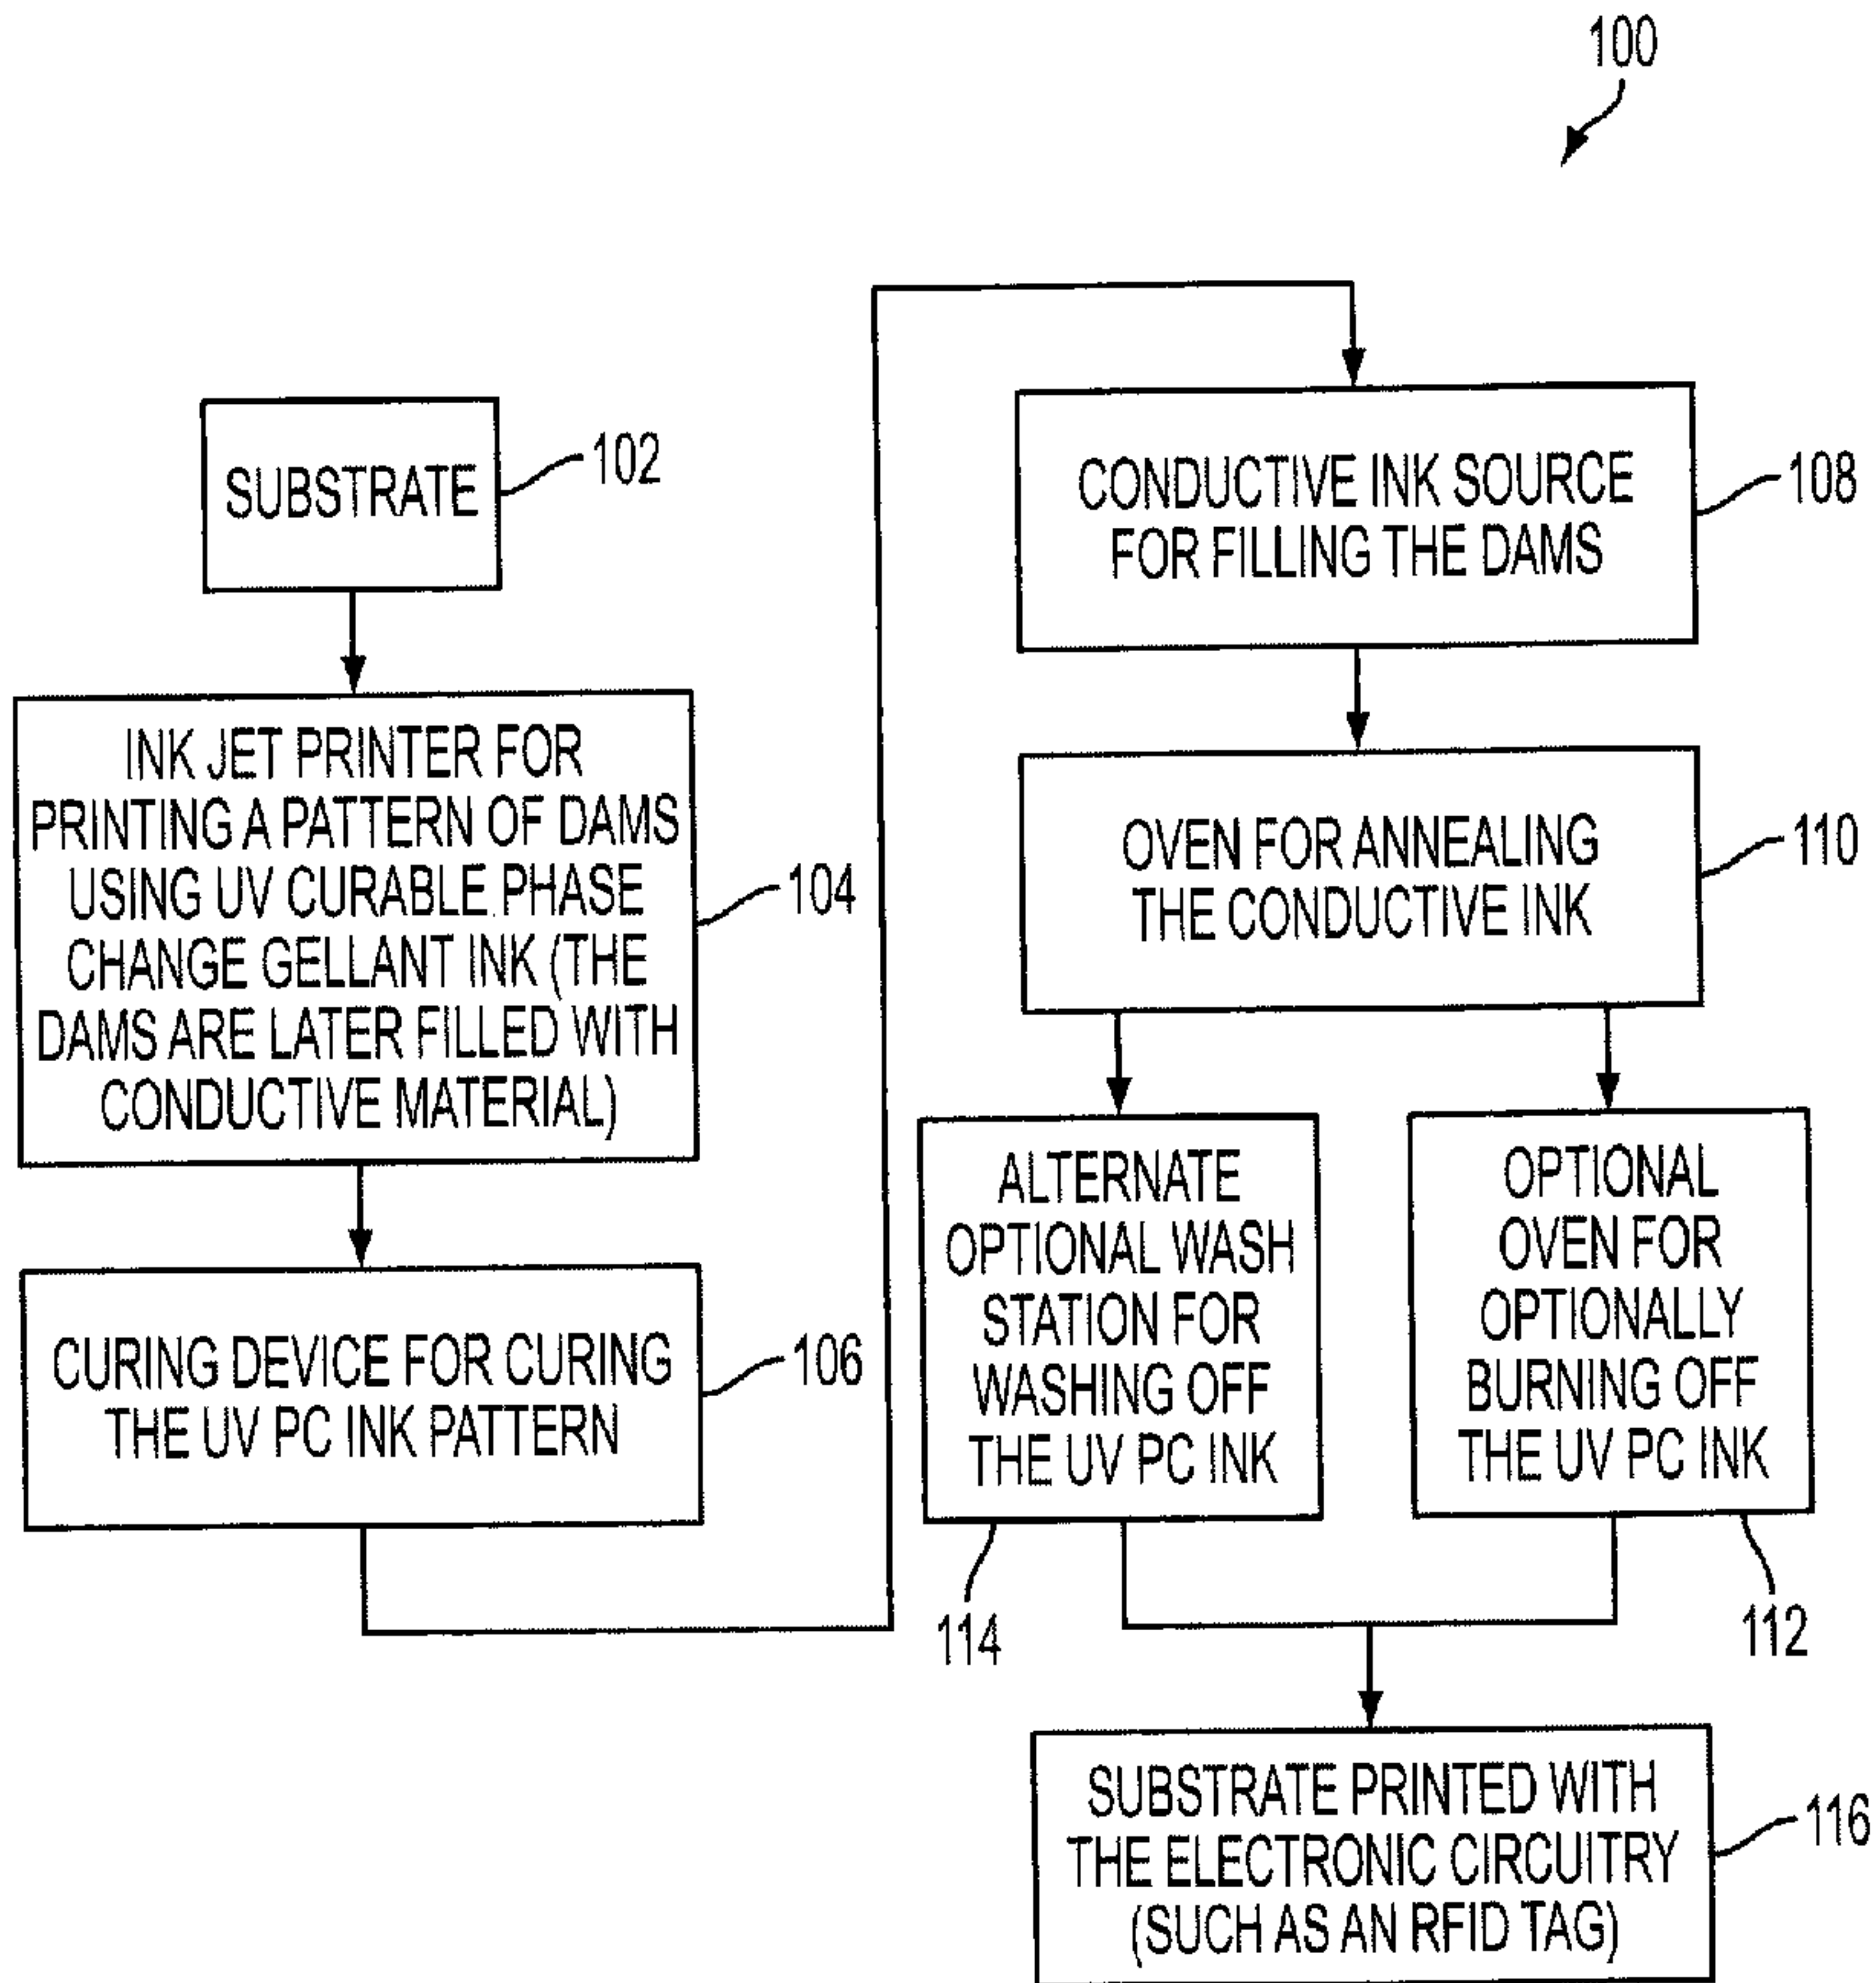 100
SUBSTRATE
102
INK JET PRINTER FOR
PRINTING A PATTERN OF DAMS
USING UV CURABLE PHASE
CHANGE GELLANT INK (THE
DAMS ARE LATER FILLED WITH
CONDUCTIVE MATERIAL)
104
CURING DEVICE FOR CURING
THE UV PC INK PATTERN
106
CONDUCTIVE INK SOURCE
FOR FILLING THE DAMS
108
OVEN FOR ANNEALING
THE CONDUCTIVE INK
110
ALTERNATE
OPTIONAL WASH
STATION FOR
WASHING OFF
THE UV PC INK
114
OPTIONAL
OVEN FOR
OPTIONALLY
BURNING OFF
THE UV PC INK
112
SUBSTRATE PRINTED WITH
THE ELECTRONIC CIRCUITRY
(SUCH AS AN RFID TAG)
116